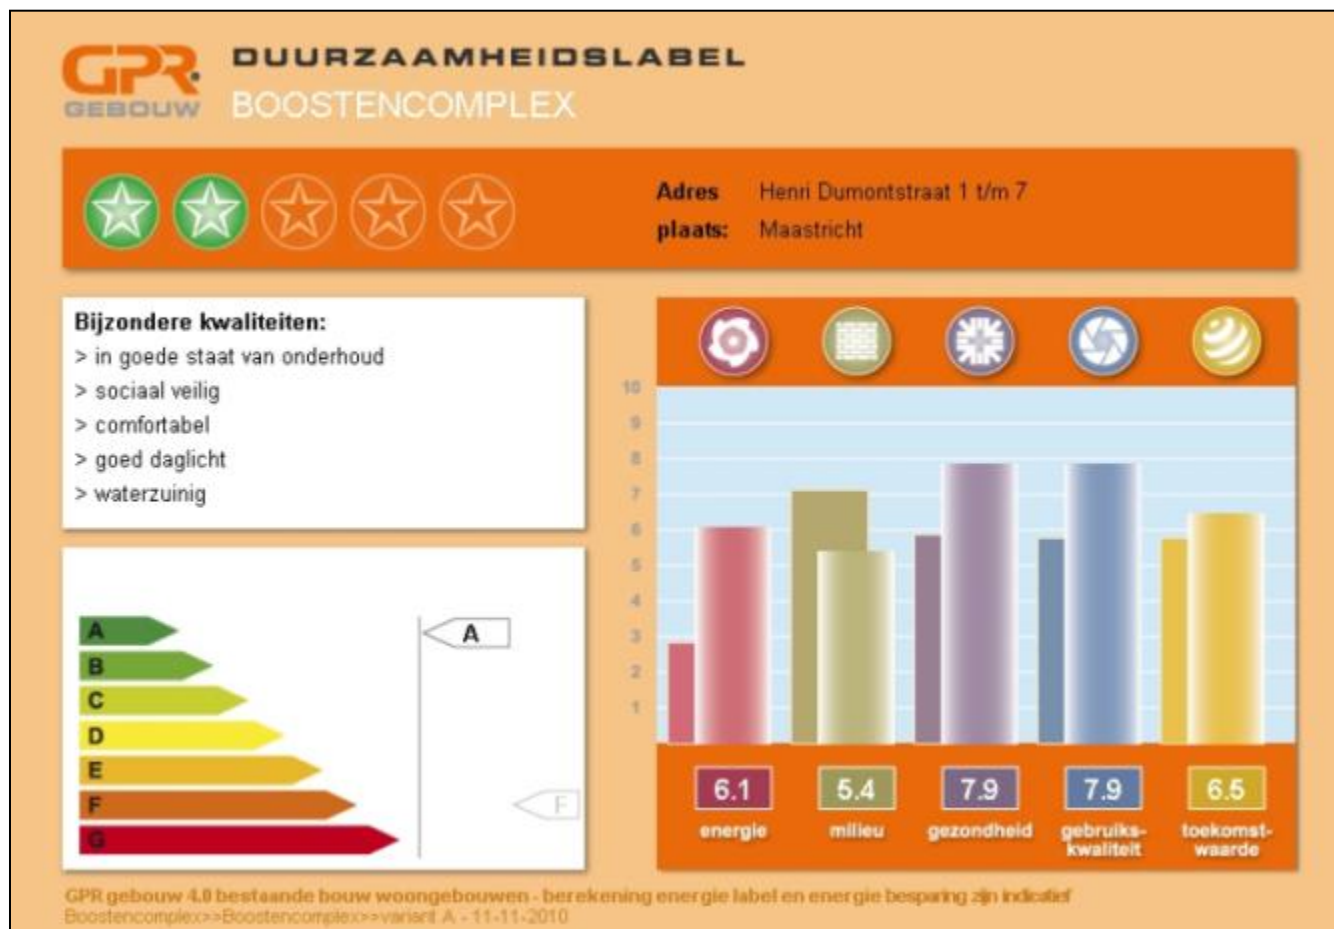 GPR.
GEBOUW
DUURZAAMHEIDSLABEL
BOOSTENCOMPLEX
Adres Henri Dumontstraat 1 t/m 7
plaats: Maastricht
Bijzondere kwaliteiten:
> in goede staat van onderhoud
> sociaal veilig
> comfortabel
> goed daglicht
> waterzuinig
A
B
C
D
E
F
G
A
F
10
9
8
7
6
5
4
3
2
1
6.1 5.4 7.9 7.9 6.5
energie milieu gezondheid gebruiks- toekomst-
kwaliteit waarde
GPR gebouw 4.0 bestaande bouw woongebouwen - berekening energie label en energie besparing zijn indicatief
Boostencomplex>>Boostencomplex>>variant A - 11-11-2010